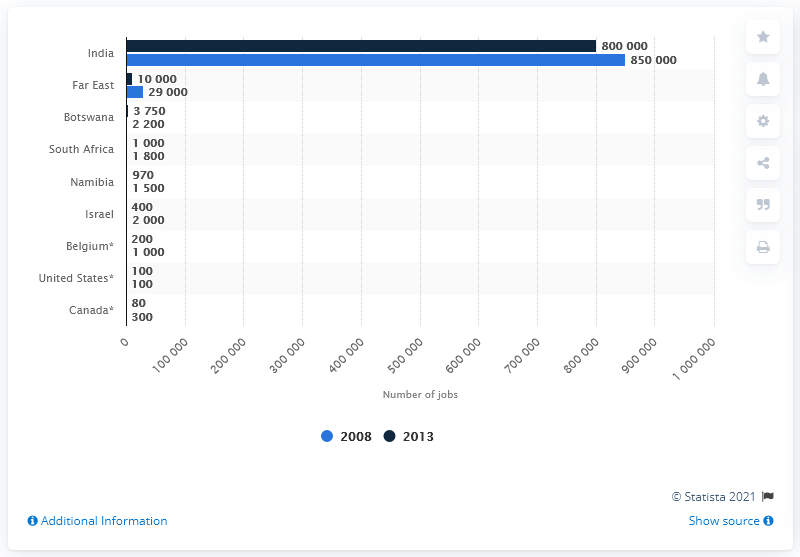 India
800 000
850 000
Far East
10 000
29 000
Botswana
3 750
2 200
South Africa
1 000
1 800
Namibia
970
1 500
Israel
400
2 000
Belgium*
200
1 000
United States*
100
100
Canada*
80
300
0
100 000
200 000
300 000
400 000
500 000
600 000
700 000
800 000
900 000
1 000 000
Number of jobs
2008 2013
© Statista 2021
Additional Information
Show source